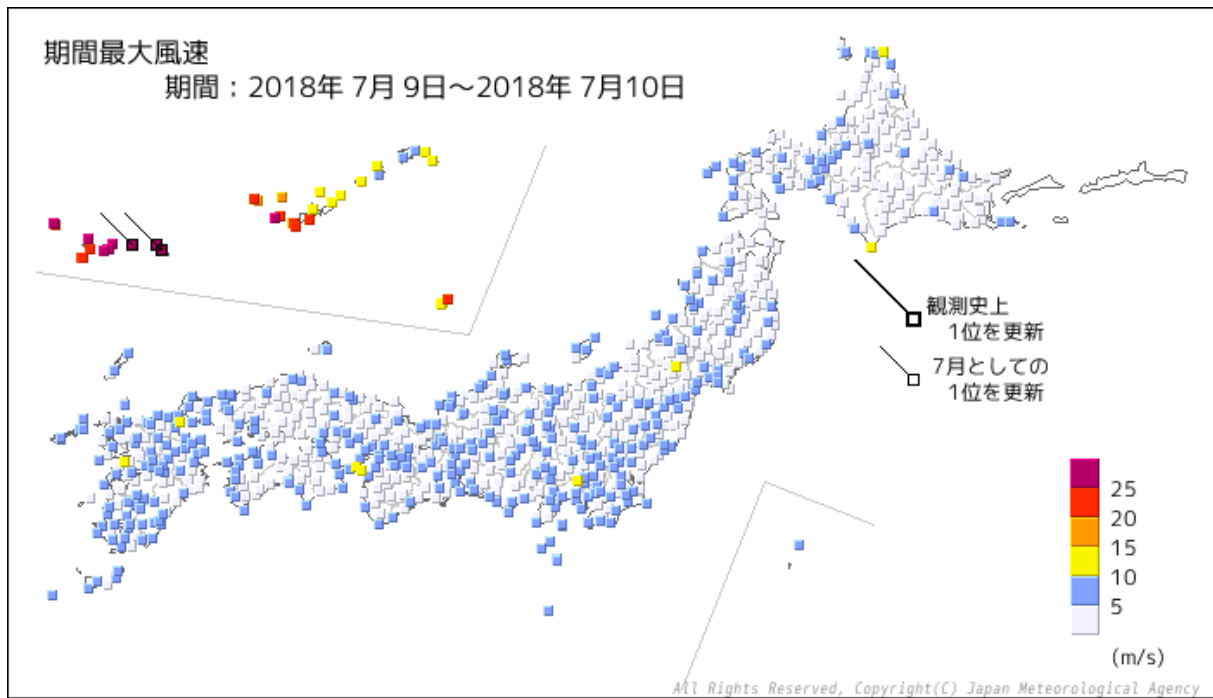 期間最大風速
期間：2018年 7月 9日～2018年 7月10日
観測史上
1位を更新
7月としての
1位を更新
25
20
15
10
5
(m/s)
All Rights Reserved, Copyright(C) Japan Meteorological Agency